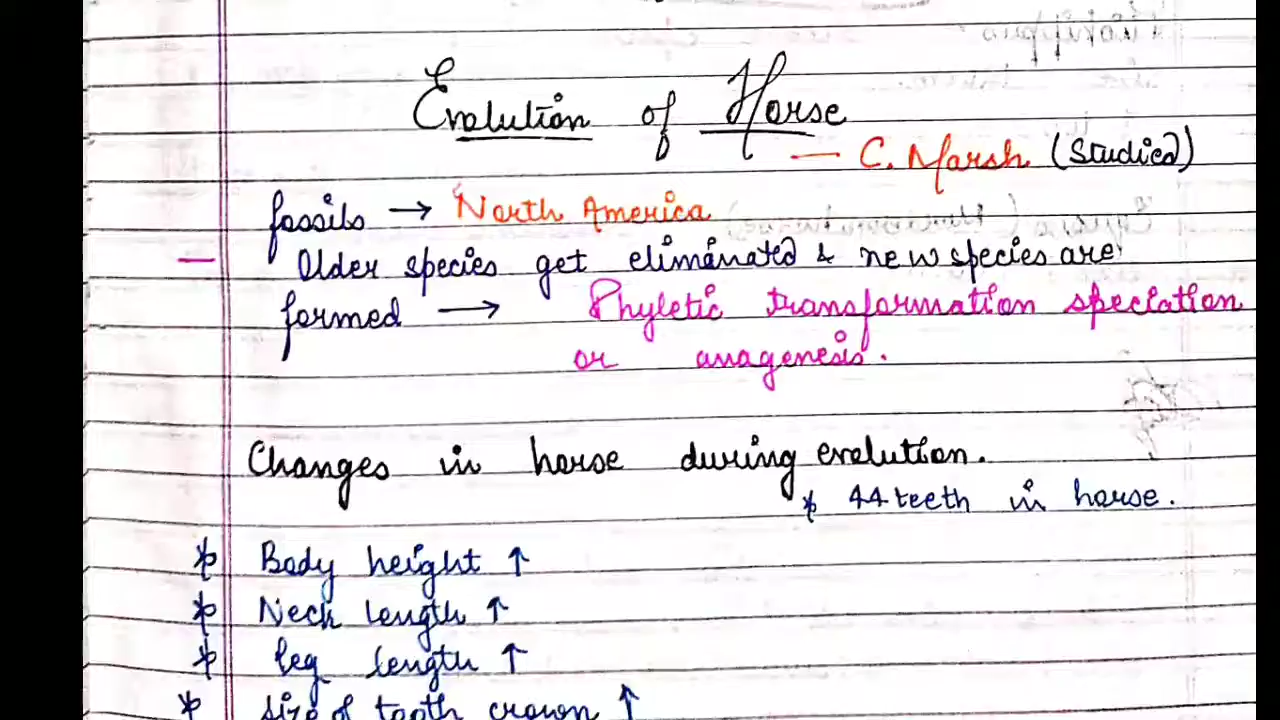 Evolution of Horse
— C. Marsh (Studied)
fossils → North America
— Older species get eliminated & new species are
formed → Phyletic transformation speciation
or anagenesis.
Changes in horse during evolution.
* 44 teeth in horse.
* Body height ↑
* Neck length ↑
* leg length ↑
* size of tooth crown ↑